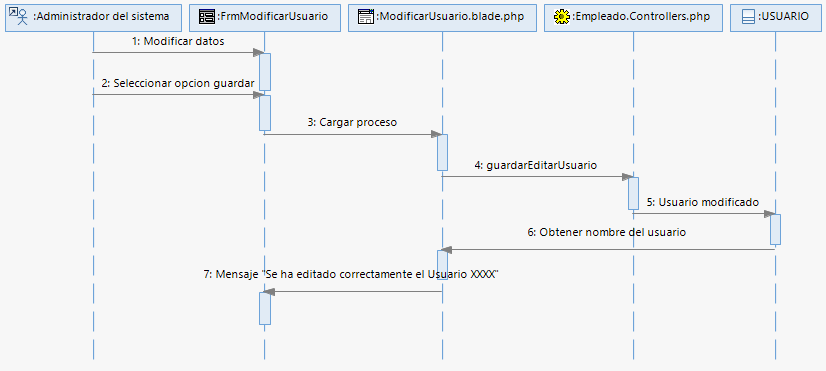 :Administrador del sistema
:FrmModificarUsuario
:ModificarUsuario.blade.php
:Empleado.Controllers.php
:USUARIO
1: Modificar datos
2: Seleccionar opcion guardar
3: Cargar proceso
4: guardarEditarUsuario
5: Usuario modificado
6: Obtener nombre del usuario
7: Mensaje "Se ha editado correctamente el Usuario XXXX"